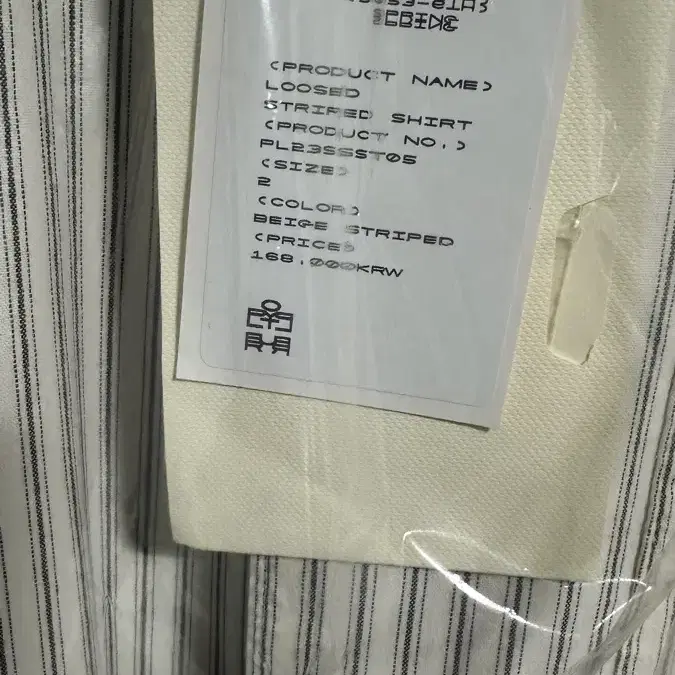 (PRODUCT NAME)
LOOSED
STRIPED SHIRT
(PRODUCT NO.)
PL23SSST05
(SIZE)
2
(COLOR)
BEIGE STRIPED
(PRICE)
168.000KRW